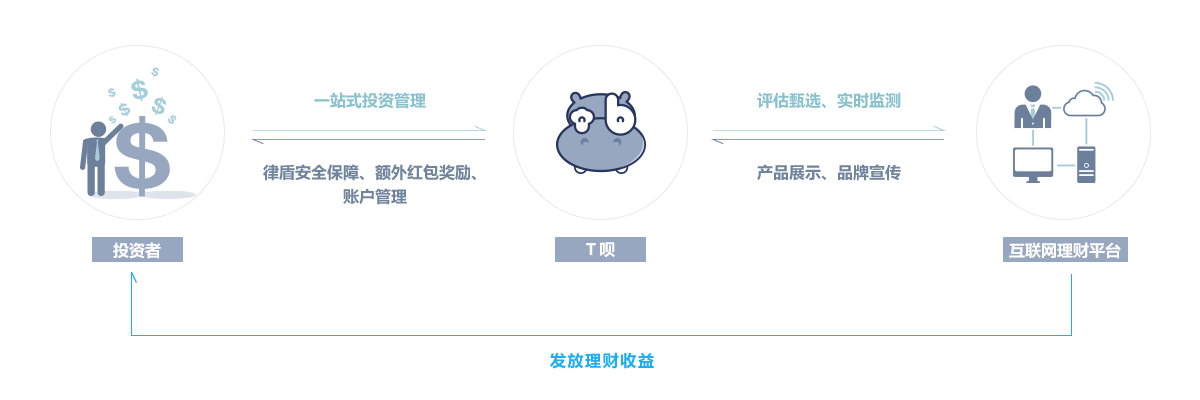 一站式投资管理
律盾安全保障、额外红包奖励、
账户管理
评估甄选、实时监测
产品展示、品牌宣传
投资者
T 呗
互联网理财平台
发放理财收益